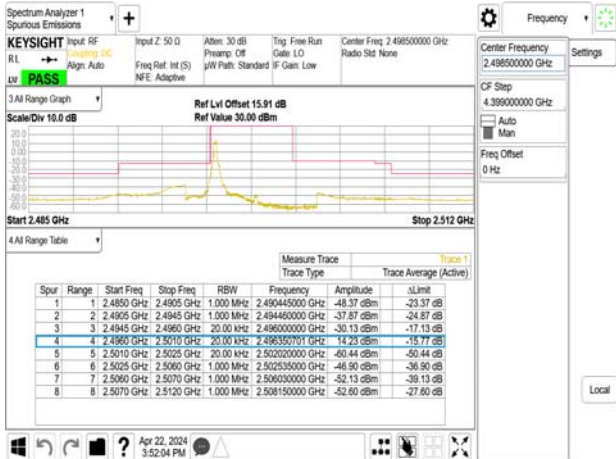 Spectrum Analyzer 1
Spurious Emissions
Frequency
KEYSIGHT Input: RF Input Z: 50 Ω Atten: 30 dB Trig: Free Run Center Freq: 2.498500000 GHz
RL Coupling: DC Preamp: Off Gate: LO Radio Std: None
Align: Auto Freq Ref: Int (S) µW Path: Standard IF Gain: Low
NFE: Adaptive
LW PASS
Center Frequency
2.498500000 GHz
Settings
CF Step
4.399000000 GHz
Auto
Man
Freq Offset
0 Hz
Local
3 All Range Graph
Ref Lvl Offset 15.91 dB
Scale/Div 10.0 dB Ref Value 30.00 dBm
20.0
10.0
0.00
-10.0
-20.0
-30.0
-40.0
-50.0
-60.0
Start 2.485 GHz Stop 2.512 GHz
4 All Range Table
Measure Trace Trace 1
Trace Type Trace Average (Active)
Spur Range Start Freq Stop Freq RBW Frequency Amplitude ΔLimit
1 1 2.4850 GHz 2.4905 GHz 1.000 MHz 2.490445000 GHz -48.37 dBm -23.37 dB
2 2 2.4905 GHz 2.4945 GHz 1.000 MHz 2.494460000 GHz -37.87 dBm -24.87 dB
3 3 2.4945 GHz 2.4960 GHz 20.00 kHz 2.496000000 GHz -30.13 dBm -17.13 dB
4 4 2.4960 GHz 2.5010 GHz 20.00 kHz 2.496350701 GHz 14.23 dBm -15.77 dB
5 5 2.5010 GHz 2.5025 GHz 20.00 kHz 2.502020000 GHz -60.44 dBm -50.44 dB
6 6 2.5025 GHz 2.5060 GHz 1.000 MHz 2.502535000 GHz -46.90 dBm -36.90 dB
7 7 2.5060 GHz 2.5070 GHz 1.000 MHz 2.506030000 GHz -52.13 dBm -39.13 dB
8 8 2.5070 GHz 2.5120 GHz 1.000 MHz 2.508150000 GHz -52.60 dBm -27.60 dB
Apr 22, 2024
3:52:04 PM